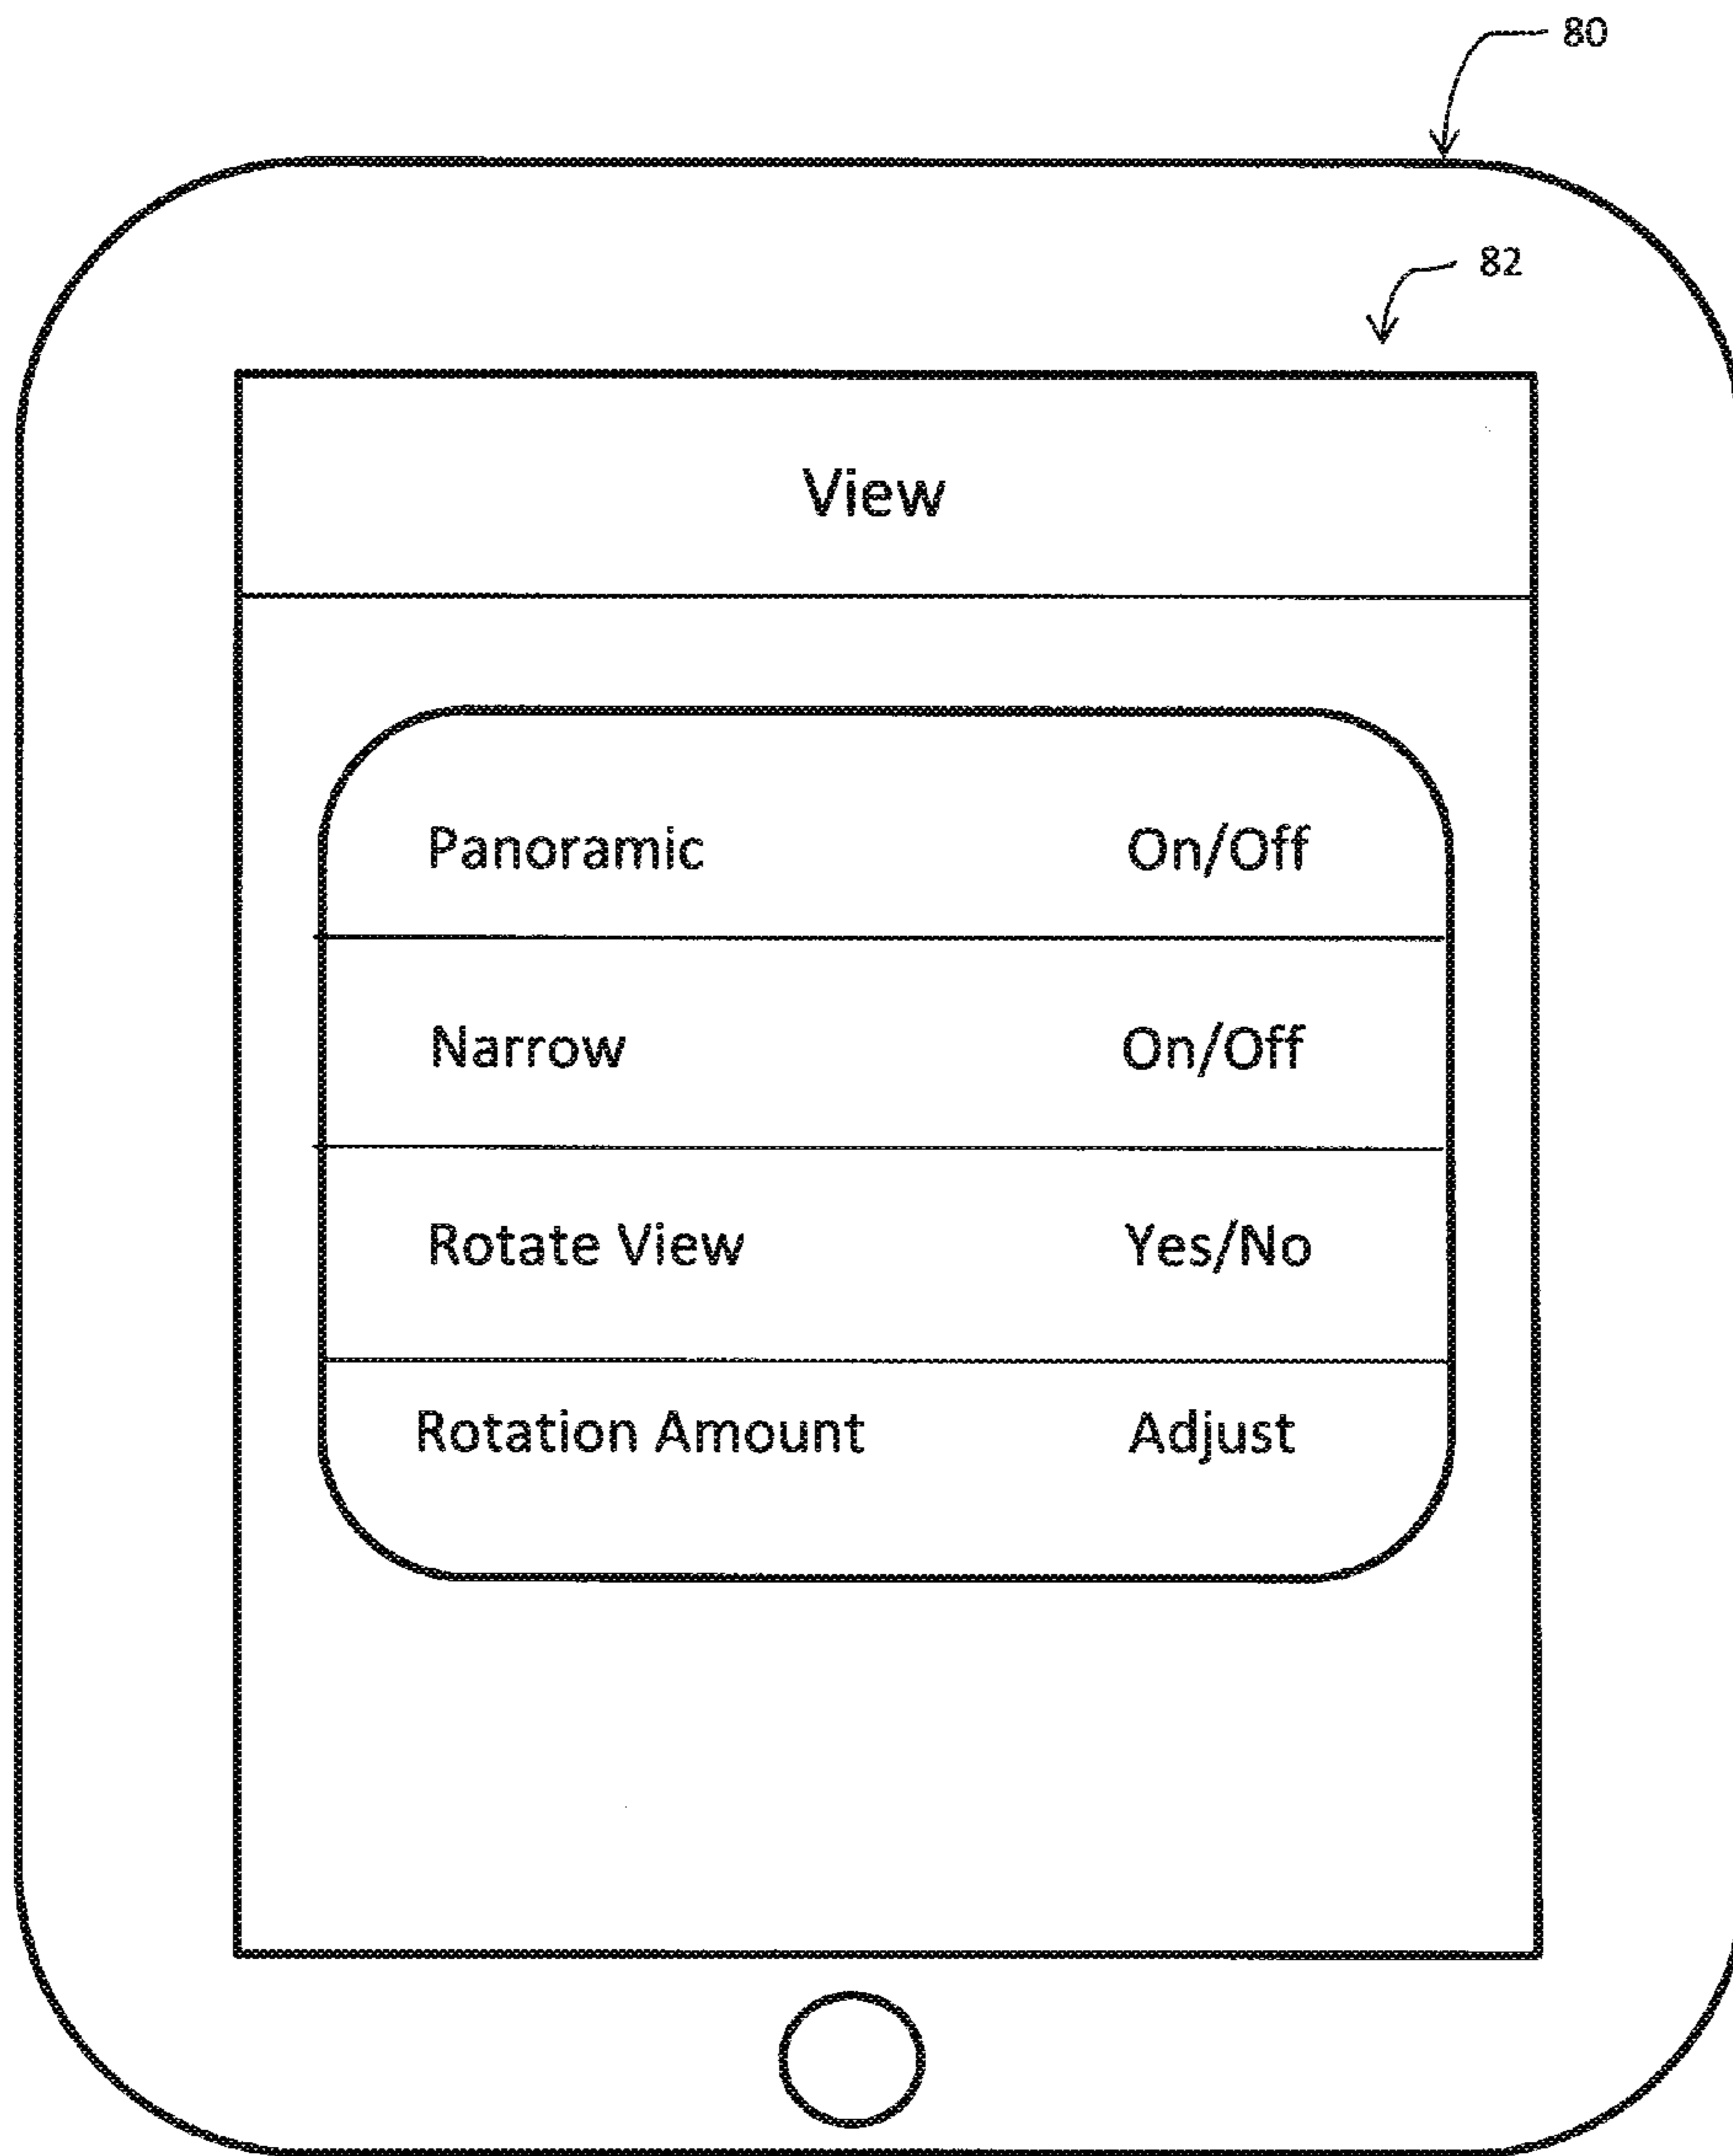 80
82
View
Panoramic On/Off
Narrow On/Off
Rotate View Yes/No
Rotation Amount Adjust